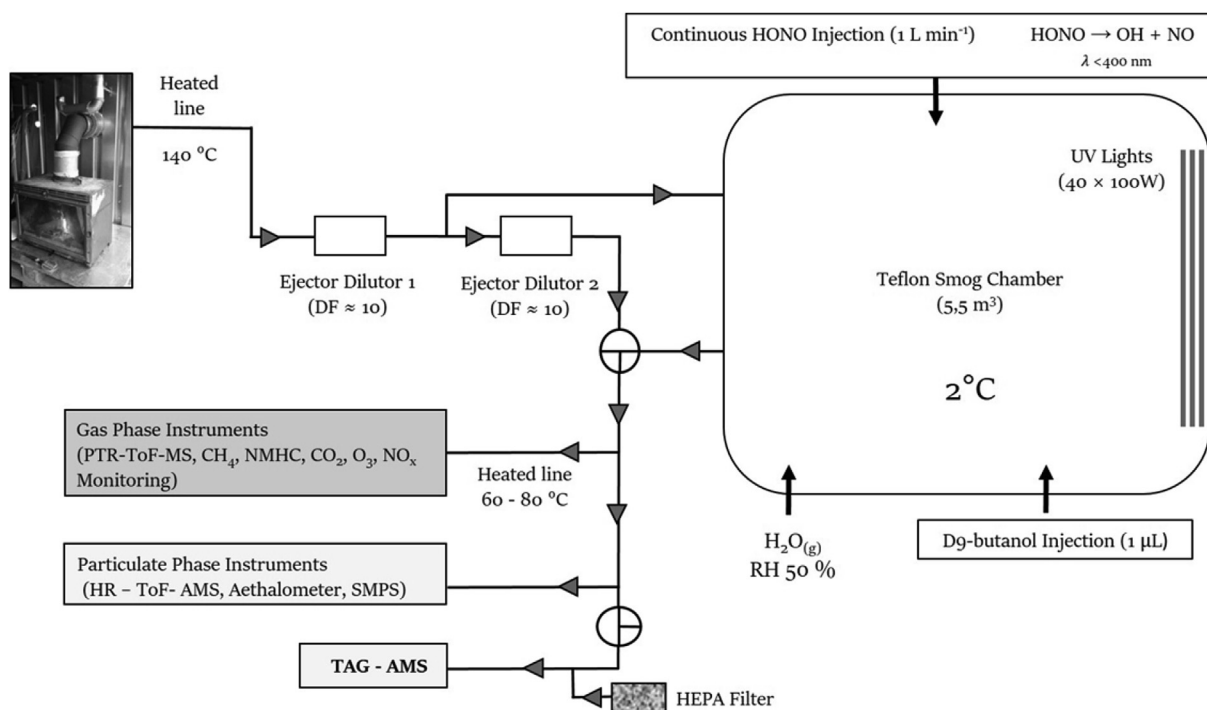 Continuous HONO Injection (1 L min⁻¹) HONO → OH + NO
λ <400 nm
Heated
line
140 °C
UV Lights
(40 × 100W)
Ejector Dilutor 1
(DF ≈ 10)
Ejector Dilutor 2
(DF ≈ 10)
Teflon Smog Chamber
(5,5 m³)
2°C
Gas Phase Instruments
(PTR-ToF-MS, CH₄, NMHC, CO₂, O₃, NOₓ
Monitoring)
Heated line
60 - 80 °C
H₂O₍g₎
RH 50 %
D9-butanol Injection (1 µL)
Particulate Phase Instruments
(HR – ToF- AMS, Aethalometer, SMPS)
TAG - AMS
HEPA Filter